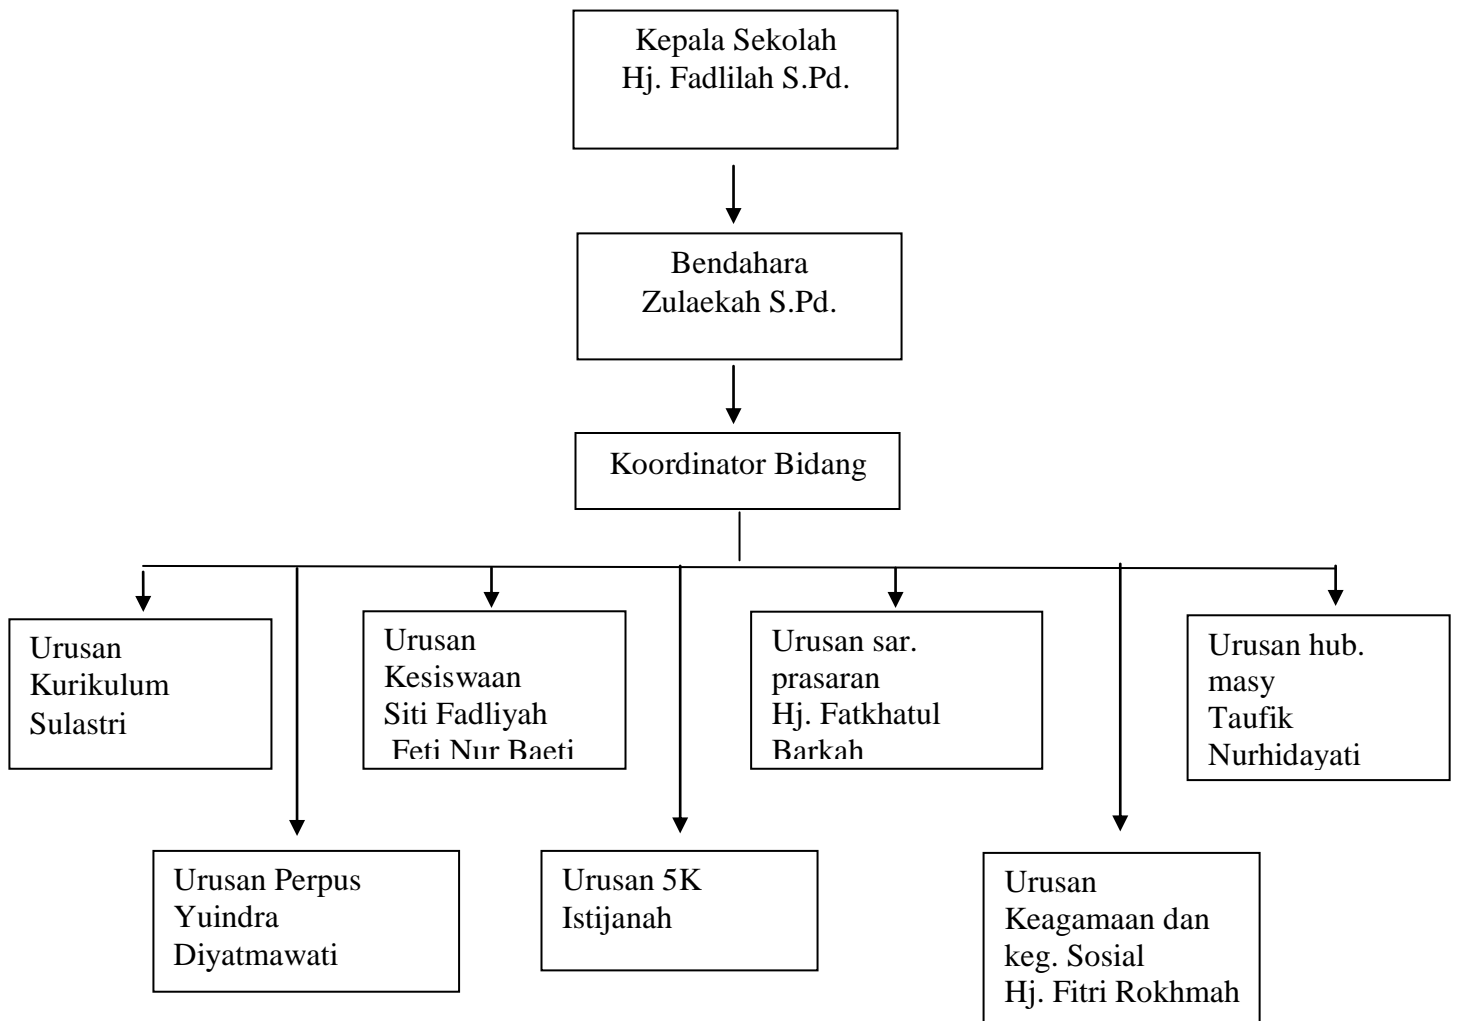 Kepala Sekolah
Hj. Fadlilah S.Pd.
Bendahara
Zulaekah S.Pd.
Koordinator Bidang
Urusan
Kurikulum
Sulastri
Urusan
Kesiswaan
Siti Fadliyah
Feti Nur Baeti
Urusan sar.
prasaran
Hj. Fatkhatul
Barkah
Urusan hub.
masy
Taufik
Nurhidayati
Urusan Perpus
Yuindra
Diyatmawati
Urusan 5K
Istijanah
Urusan
Keagamaan dan
keg. Sosial
Hj. Fitri Rokhmah